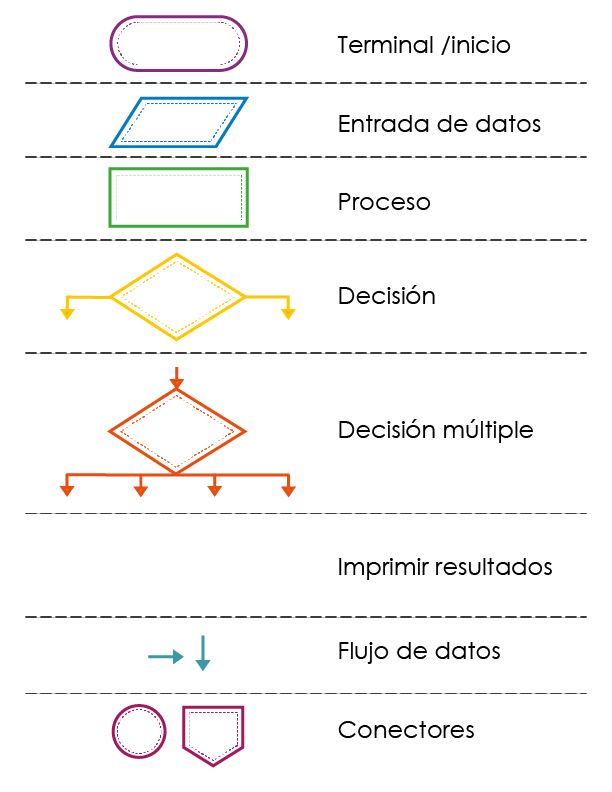 Terminal /inicio
Entrada de datos
Proceso
Decisión
Decisión múltiple
Imprimir resultados
Flujo de datos
Conectores